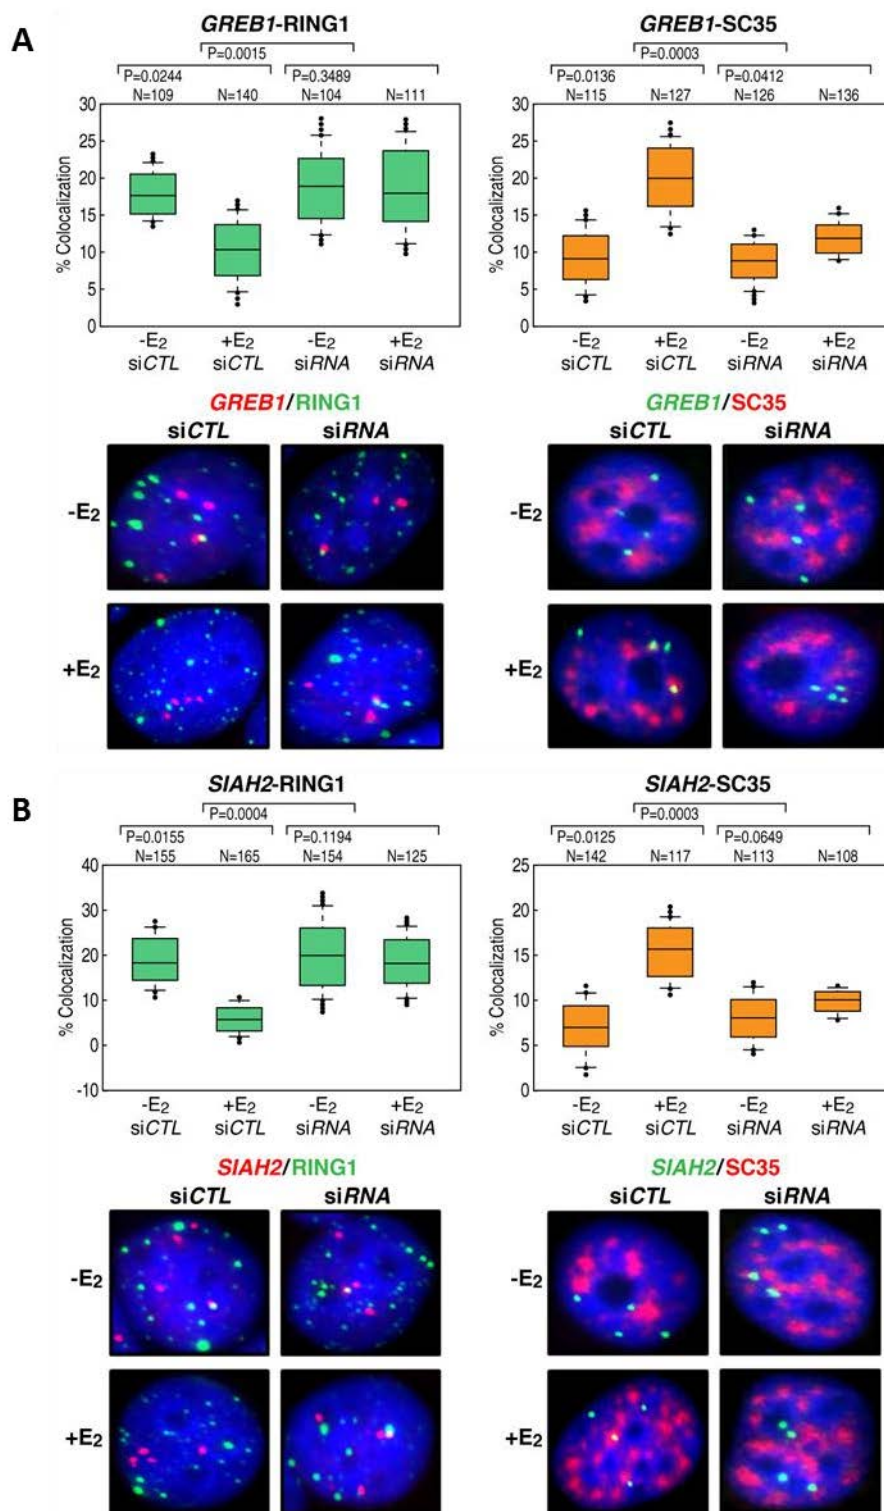 A
GREB1-RING1
P=0.0015
P=0.0244 P=0.3489
N=109 N=140 N=104 N=111
30
25
20
15
10
5
0
% Colocalization
-E2 +E2 -E2 +E2
siCTL siCTL siRNA siRNA
GREB1-SC35
P=0.0003
P=0.0136 P=0.0412
N=115 N=127 N=126 N=136
30
25
20
15
10
5
0
% Colocalization
-E2 +E2 -E2 +E2
siCTL siCTL siRNA siRNA
GREB1/RING1
siCTL siRNA
-E2
+E2
GREB1/SC35
siCTL siRNA
-E2
+E2
B
SIAH2-RING1
P=0.0004
P=0.0155 P=0.1194
N=155 N=165 N=154 N=125
40
30
20
10
0
-10
% Colocalization
-E2 +E2 -E2 +E2
siCTL siCTL siRNA siRNA
SIAH2-SC35
P=0.0003
P=0.0125 P=0.0649
N=142 N=117 N=113 N=108
25
20
15
10
5
0
% Colocalization
-E2 +E2 -E2 +E2
siCTL siCTL siRNA siRNA
SIAH2/RING1
siCTL siRNA
-E2
+E2
SIAH2/SC35
siCTL siRNA
-E2
+E2